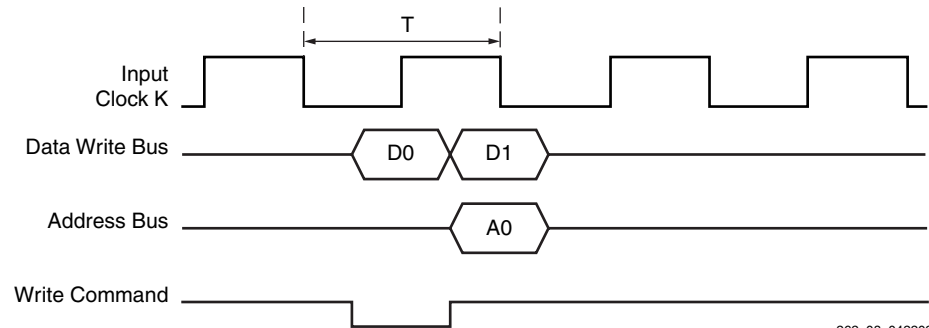 T
Input
Clock K
Data Write Bus
D0
D1
Address Bus
A0
Write Command